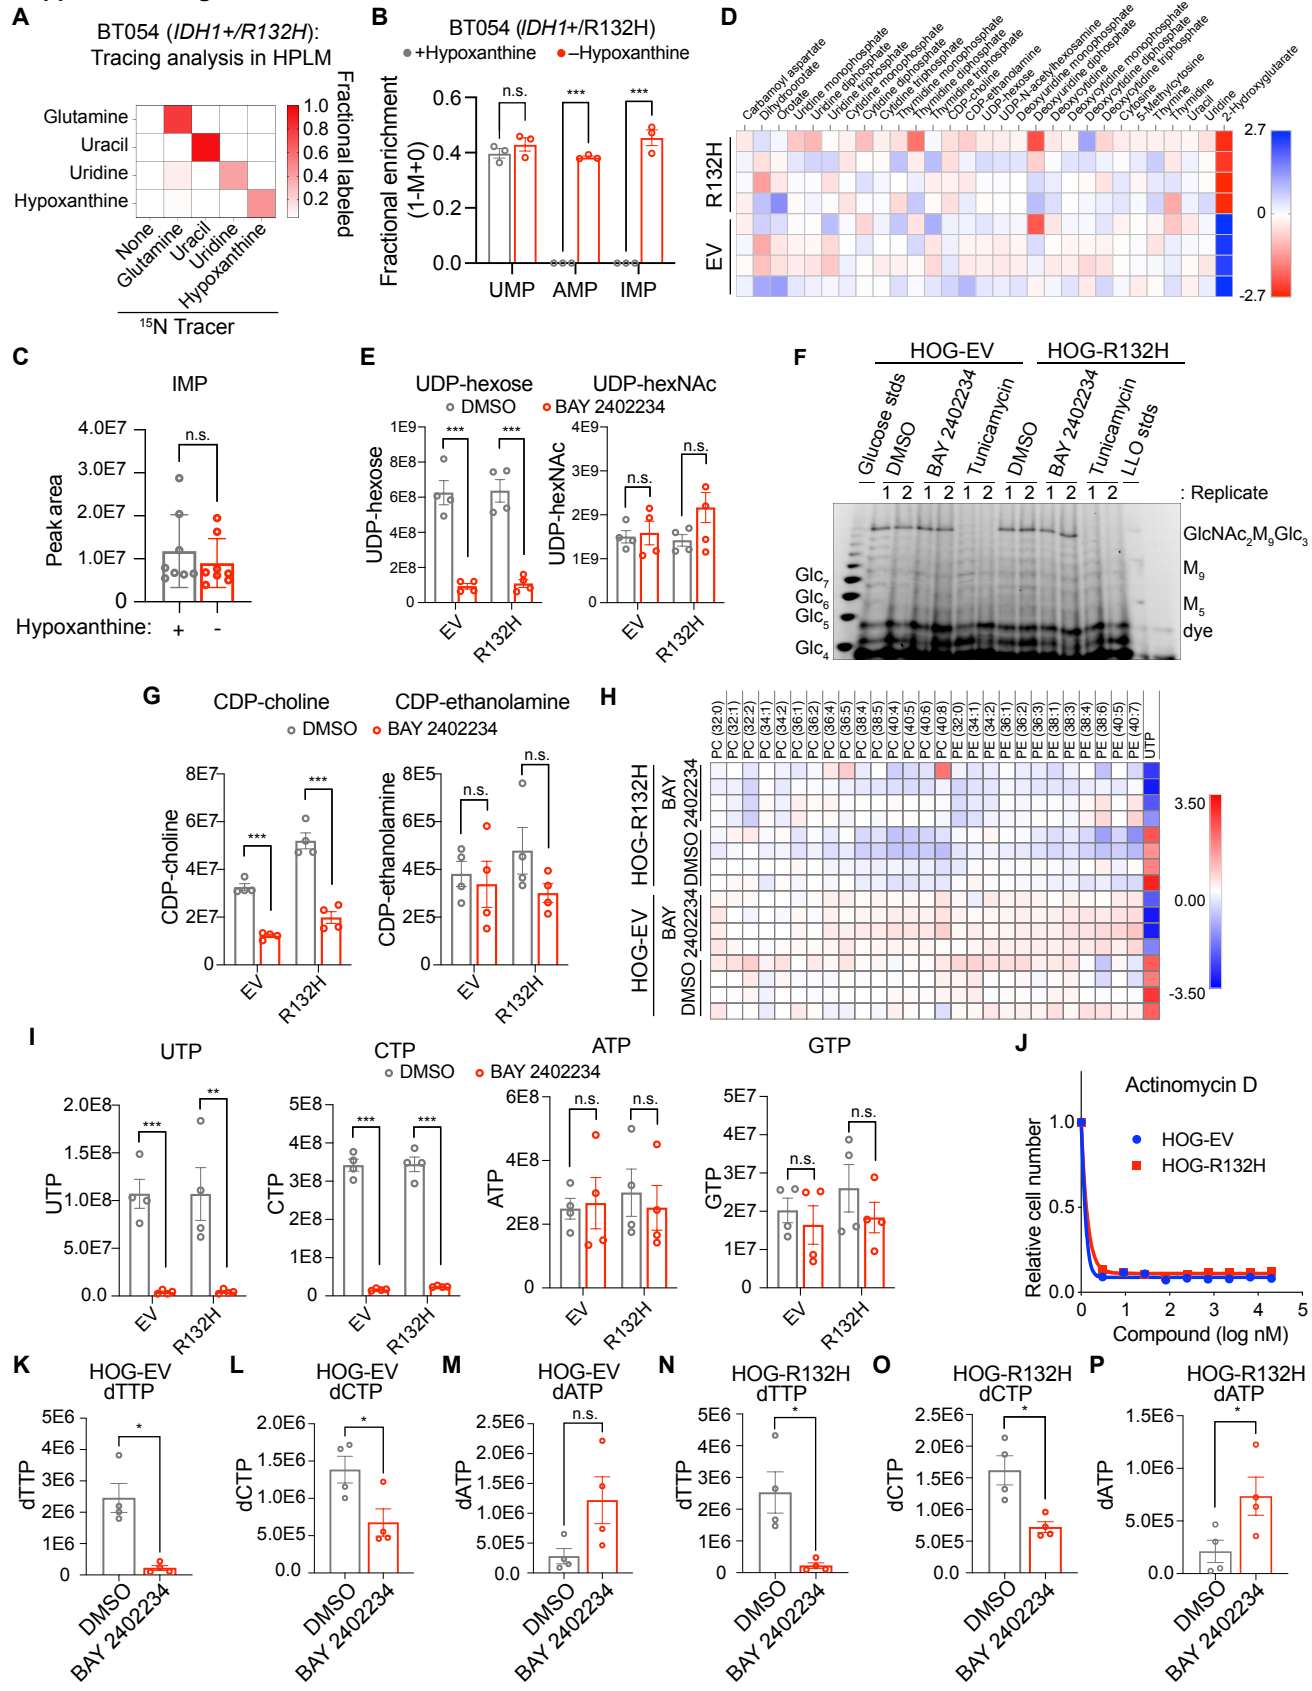 A
BT054 (IDH1+/R132H):
Tracing analysis in HPLM
Glutamine
Uracil
Uridine
Hypoxanthine
None
Glutamine
Uracil
Uridine
Hypoxanthine
15N Tracer
1.0
0.8
0.6
0.4
0.2
Fractional labeled
B
BT054 (IDH1+/R132H)
+Hypoxanthine
–Hypoxanthine
Fractional enrichment
(1-M+0)
0.6
0.4
0.2
0.0
n.s.
***
***
UMP
AMP
IMP
D
Carbamoyl aspartate
Dihydroorotate
Orotate
Uridine monophosphate
Uridine diphosphate
Uridine triphosphate
Cytidine monophosphate
Cytidine diphosphate
Cytidine triphosphate
Thymidine monophosphate
Thymidine diphosphate
Thymidine triphosphate
CDP-choline
CDP-ethanolamine
UDP-hexose
UDP-N-acetylhexosamine
Deoxyuridine monophosphate
Deoxyuridine diphosphate
Deoxycytidine monophosphate
Deoxycytidine diphosphate
Deoxycytidine triphosphate
Cytosine
5-Methylcytosine
Thymine
Thymidine
Uracil
Uridine
2-Hydroxyglutarate
R132H
EV
2.7
0
-2.7
C
IMP
Peak area
4.0E7
3.0E7
2.0E7
1.0E7
0
n.s.
Hypoxanthine: + -
E
UDP-hexose
UDP-hexNAc
DMSO
BAY 2402234
UDP-hexose
1E9
8E8
6E8
4E8
2E8
0
***
***
EV
R132H
UDP-hexNAc
4E9
3E9
2E9
1E9
0
n.s.
n.s.
EV
R132H
F
HOG-EV
HOG-R132H
Glucose stds
DMSO
BAY 2402234
Tunicamycin
DMSO
BAY 2402234
Tunicamycin
LLO stds
1 2 1 2 1 2 1 2 1 2 1 2 : Replicate
Glc7
Glc6
Glc5
Glc4
GlcNAc2M9Glc3
M9
M5
dye
G
CDP-choline
CDP-ethanolamine
DMSO
BAY 2402234
CDP-choline
8E7
6E7
4E7
2E7
0
***
***
EV
R132H
CDP-ethanolamine
8E5
6E5
4E5
2E5
0
n.s.
n.s.
EV
R132H
H
PC (32:0)
PC (32:1)
PC (32:2)
PC (34:1)
PC (34:2)
PC (36:1)
PC (36:2)
PC (36:4)
PC (36:5)
PC (38:4)
PC (38:5)
PC (40:4)
PC (40:5)
PC (40:6)
PC (40:8)
PE (32:0)
PE (34:1)
PE (34:2)
PE (36:1)
PE (36:2)
PE (36:3)
PE (38:1)
PE (38:3)
PE (38:4)
PE (38:6)
PE (40:5)
PE (40:7)
UTP
HOG-R132H
BAY
2402234
DMSO
HOG-EV
BAY
2402234
DMSO
3.50
0.00
-3.50
I
UTP
CTP
ATP
GTP
DMSO
BAY 2402234
UTP
2.0E8
1.5E8
1.0E8
5.0E7
0.0
***
**
EV
R132H
CTP
5E8
4E8
3E8
2E8
1E8
0
***
***
EV
R132H
ATP
6E8
4E8
2E8
0
n.s.
n.s.
EV
R132H
GTP
5E7
4E7
3E7
2E7
1E7
0
n.s.
n.s.
EV
R132H
J
Actinomycin D
HOG-EV
HOG-R132H
Relative cell number
1.0
0.5
0.0
0 1 2 3 4 5
Compound (log nM)
K
HOG-EV
dTTP
dTTP
5E6
4E6
3E6
2E6
1E6
0
*
DMSO
BAY 2402234
L
HOG-EV
dCTP
dCTP
2.0E6
1.5E6
1.0E6
5.0E5
0.0
*
DMSO
BAY 2402234
M
HOG-EV
dATP
dATP
2.5E6
2.0E6
1.5E6
1.0E6
5.0E5
0.0
n.s.
DMSO
BAY 2402234
N
HOG-R132H
dTTP
dTTP
5E6
4E6
3E6
2E6
1E6
0
*
DMSO
BAY 2402234
O
HOG-R132H
dCTP
dCTP
2.5E6
2.0E6
1.5E6
1.0E6
5.0E5
0.0
*
DMSO
BAY 2402234
P
HOG-R132H
dATP
dATP
1.5E6
1.0E6
5.0E5
0.0
*
DMSO
BAY 2402234